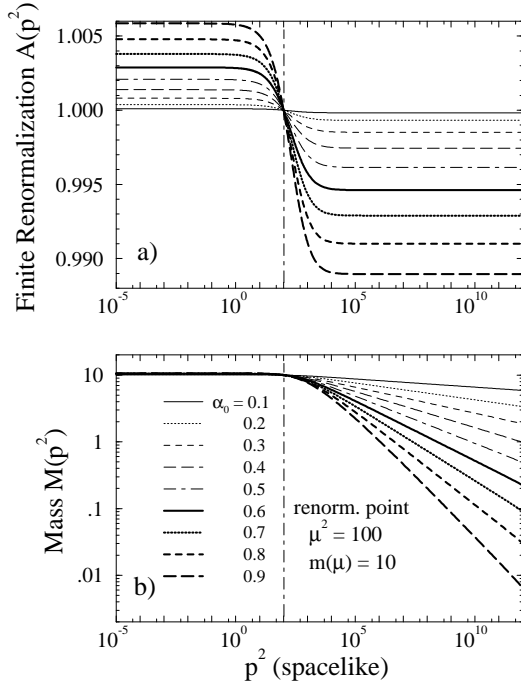 Finite Renormalization A(p²)
1.005
1.000
0.995
0.990
a)
10⁻⁵ 10⁰ 10⁵ 10¹⁰
Mass M(p²)
10
1
.1
.01
α₀ = 0.1
0.2
0.3
0.4
0.5
0.6
0.7
0.8
0.9
renorm. point
μ² = 100
m(μ) = 10
b)
10⁻⁵ 10⁰ 10⁵ 10¹⁰
p² (spacelike)